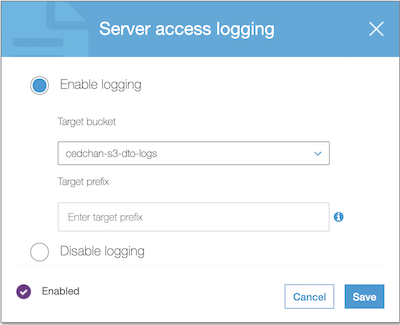 Server access logging
Enable logging
Target bucket
cedchan-s3-dto-logs
Target prefix
Enter target prefix
Disable logging
Enabled
Cancel
Save